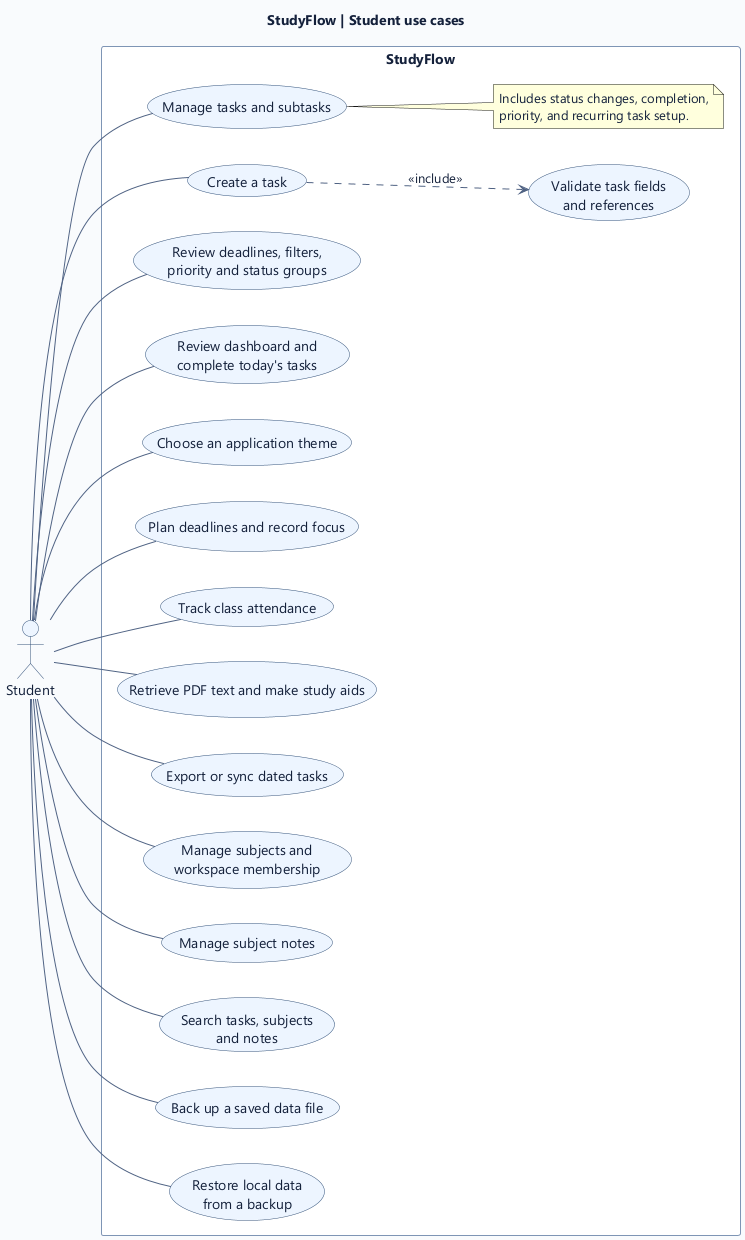 StudyFlow | Student use cases
StudyFlow
Manage tasks and subtasks
Includes status changes, completion,
priority, and recurring task setup.
Create a task
«include»
Validate task fields
and references
Review deadlines, filters,
priority and status groups
Review dashboard and
complete today's tasks
Choose an application theme
Plan deadlines and record focus
Track class attendance
Student
Retrieve PDF text and make study aids
Export or sync dated tasks
Manage subjects and
workspace membership
Manage subject notes
Search tasks, subjects
and notes
Back up a saved data file
Restore local data
from a backup